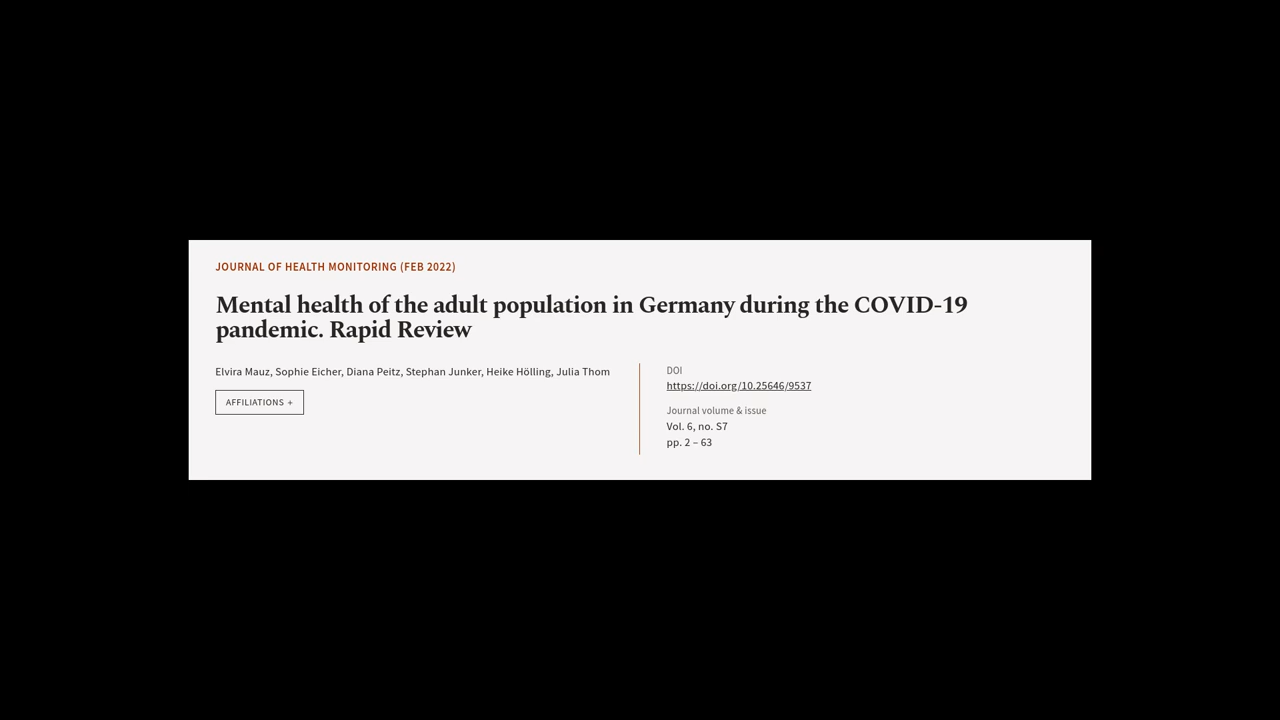 JOURNAL OF HEALTH MONITORING (FEB 2022)
Mental health of the adult population in Germany during the COVID-19
pandemic. Rapid Review
Elvira Mauz, Sophie Eicher, Diana Peitz, Stephan Junker, Heike Hölling, Julia Thom
AFFILIATIONS +
DOI
https://doi.org/10.25646/9537
Journal volume & issue
Vol. 6, no. S7
pp. 2 – 63